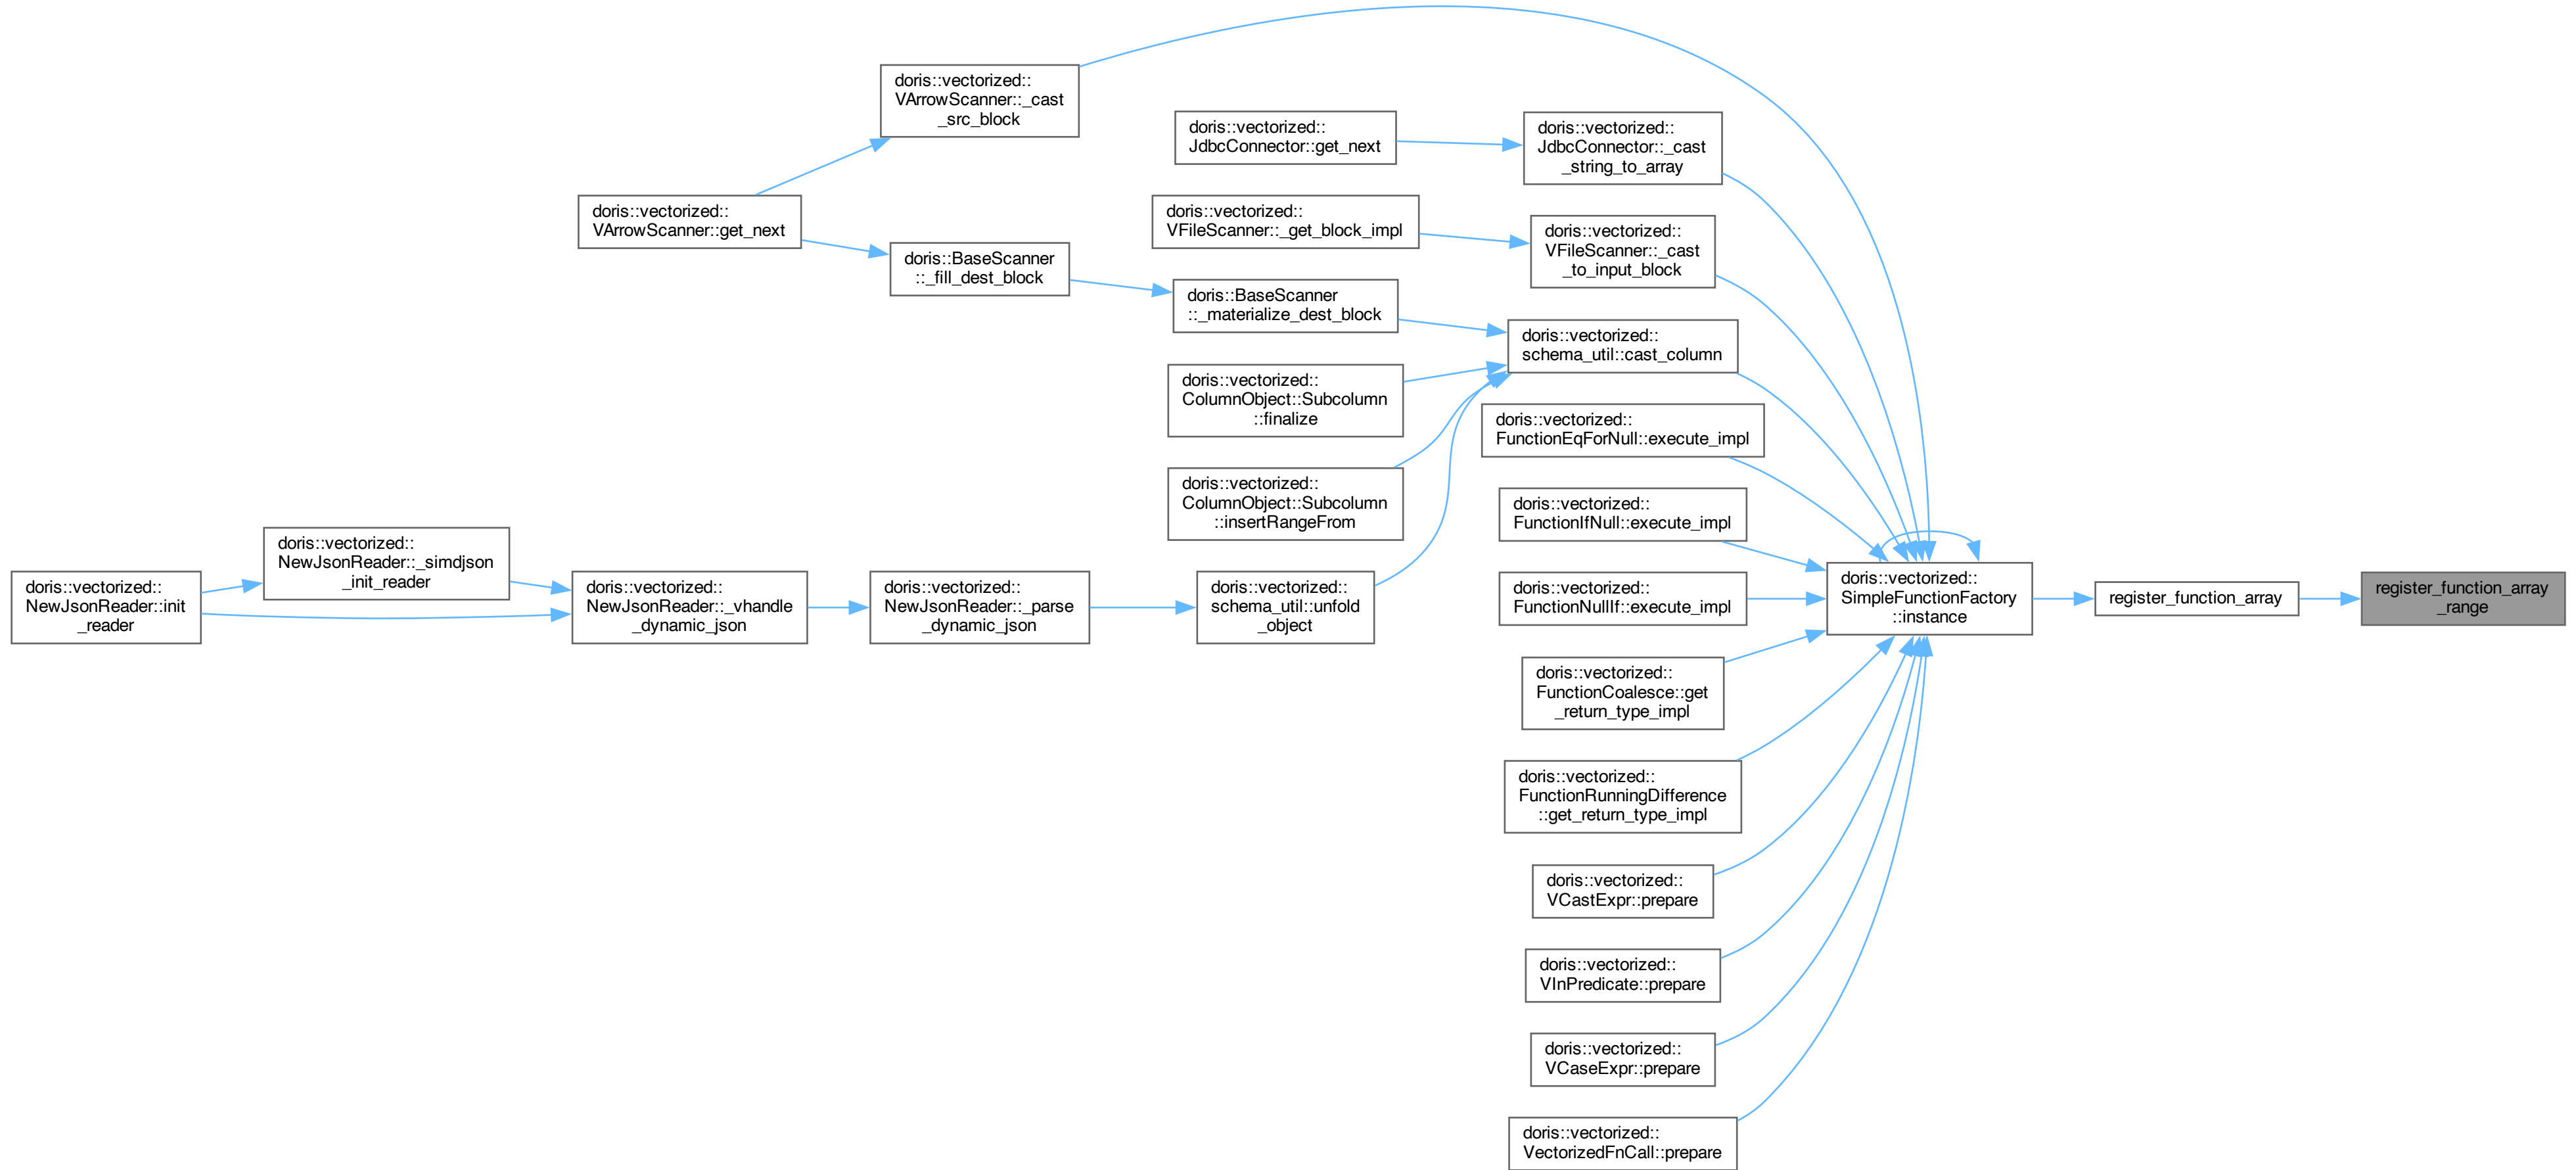 doris::vectorized::
VArrowScanner::_cast
_src_block
doris::vectorized::
JdbcConnector::get_next
doris::vectorized::
JdbcConnector::_cast
_string_to_array
doris::vectorized::
VArrowScanner::get_next
doris::vectorized::
VFileScanner::_get_block_impl
doris::vectorized::
VFileScanner::_cast
_to_input_block
doris::BaseScanner
::_fill_dest_block
doris::BaseScanner
::_materialize_dest_block
doris::vectorized::
schema_util::cast_column
doris::vectorized::
ColumnObject::Subcolumn
::finalize
doris::vectorized::
FunctionEqForNull::execute_impl
doris::vectorized::
ColumnObject::Subcolumn
::insertRangeFrom
doris::vectorized::
FunctionIfNull::execute_impl
doris::vectorized::
NewJsonReader::init
_reader
doris::vectorized::
NewJsonReader::_simdjson
_init_reader
doris::vectorized::
NewJsonReader::_vhandle
_dynamic_json
doris::vectorized::
NewJsonReader::_parse
_dynamic_json
doris::vectorized::
schema_util::unfold
_object
doris::vectorized::
FunctionNullIf::execute_impl
doris::vectorized::
SimpleFunctionFactory
::instance
register_function_array
register_function_array
_range
doris::vectorized::
FunctionCoalesce::get
_return_type_impl
doris::vectorized::
FunctionRunningDifference
::get_return_type_impl
doris::vectorized::
VCastExpr::prepare
doris::vectorized::
VInPredicate::prepare
doris::vectorized::
VCaseExpr::prepare
doris::vectorized::
VectorizedFnCall::prepare